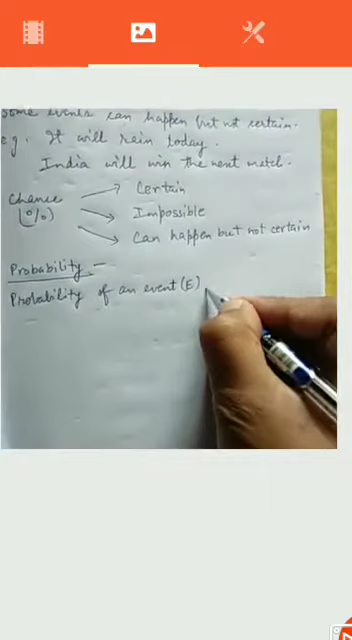 some events can happen but not certain.
e.g. It will rain today.
India will win the next match.
Chance
(%)
Certain
Impossible
Can happen but not certain
Probability -
Probability of an event (E)